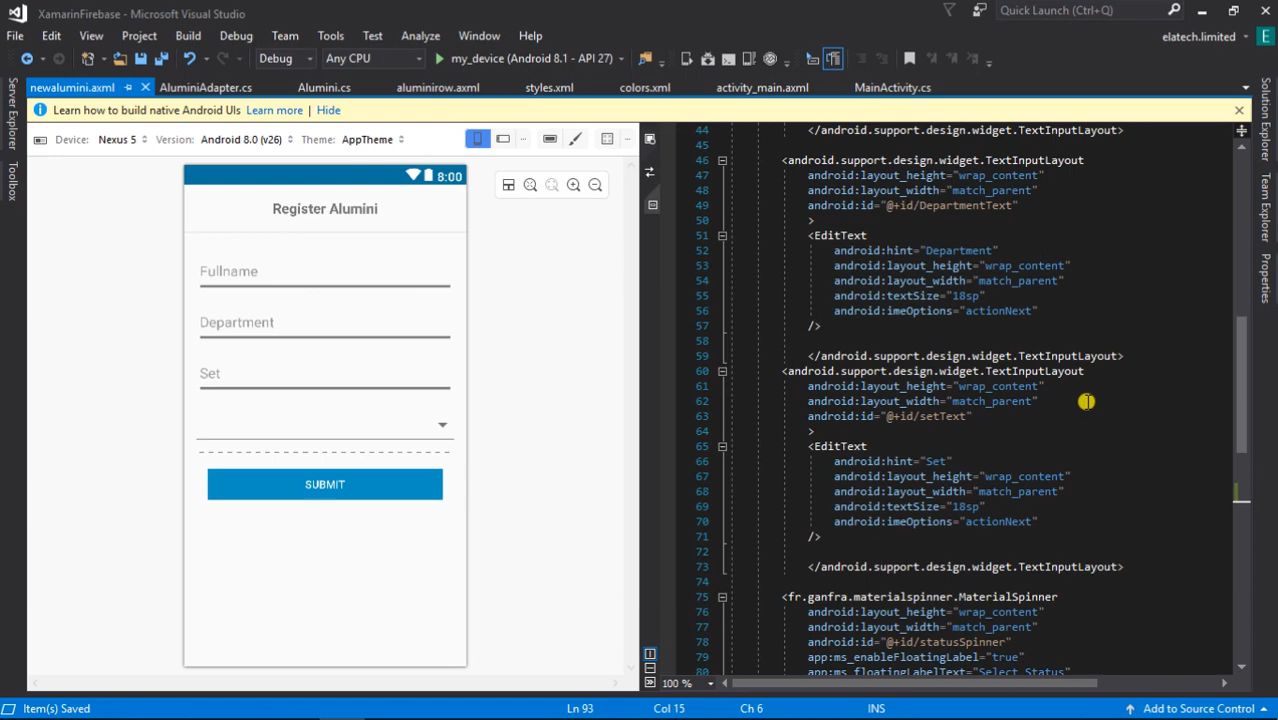 XamarinFirebase - Microsoft Visual Studio
Quick Launch (Ctrl+Q)
File Edit View Project Build Debug Team Tools Test Analyze Window Help
elatech.limited E
Debug Any CPU my_device (Android 8.1 - API 27)
newalumini.axml AluminiAdapter.cs Alumini.cs aluminirow.axml styles.xml colors.xml activity_main.axml MainActivity.cs
Learn how to build native Android UIs Learn more Hide
Server Explorer
Toolbox
Solution Explorer
Team Explorer
Properties
Device: Nexus 5 Version: Android 8.0 (v26) Theme: AppTheme
8:00
Register Alumini
Fullname
Department
Set
SUBMIT
44 </android.support.design.widget.TextInputLayout>
45
46 <android.support.design.widget.TextInputLayout
47 android:layout_height="wrap_content"
48 android:layout_width="match_parent"
49 android:id="@+id/DepartmentText"
50 >
51 <EditText
52 android:hint="Department"
53 android:layout_height="wrap_content"
54 android:layout_width="match_parent"
55 android:textSize="18sp"
56 android:imeOptions="actionNext"
57 />
58
59 </android.support.design.widget.TextInputLayout>
60 <android.support.design.widget.TextInputLayout
61 android:layout_height="wrap_content"
62 android:layout_width="match_parent"
63 android:id="@+id/setText"
64 >
65 <EditText
66 android:hint="Set"
67 android:layout_height="wrap_content"
68 android:layout_width="match_parent"
69 android:textSize="18sp"
70 android:imeOptions="actionNext"
71 />
72
73 </android.support.design.widget.TextInputLayout>
74
75 <fr.ganfra.materialspinner.MaterialSpinner
76 android:layout_height="wrap_content"
77 android:layout_width="match_parent"
78 android:id="@+id/statusSpinner"
79 app:ms_enableFloatingLabel="true"
80 app:ms_floatingLabelText="Select Status"
100 %
Item(s) Saved Ln 93 Col 15 Ch 6 INS Add to Source Control